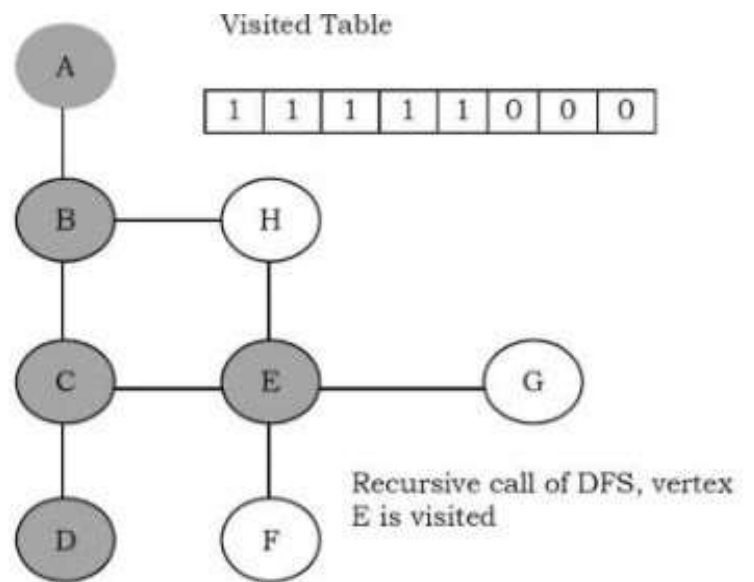 Visited Table
A
1 1 1 1 1 0 0 0
B H
C E G
Recursive call of DFS, vertex
E is visited
D F